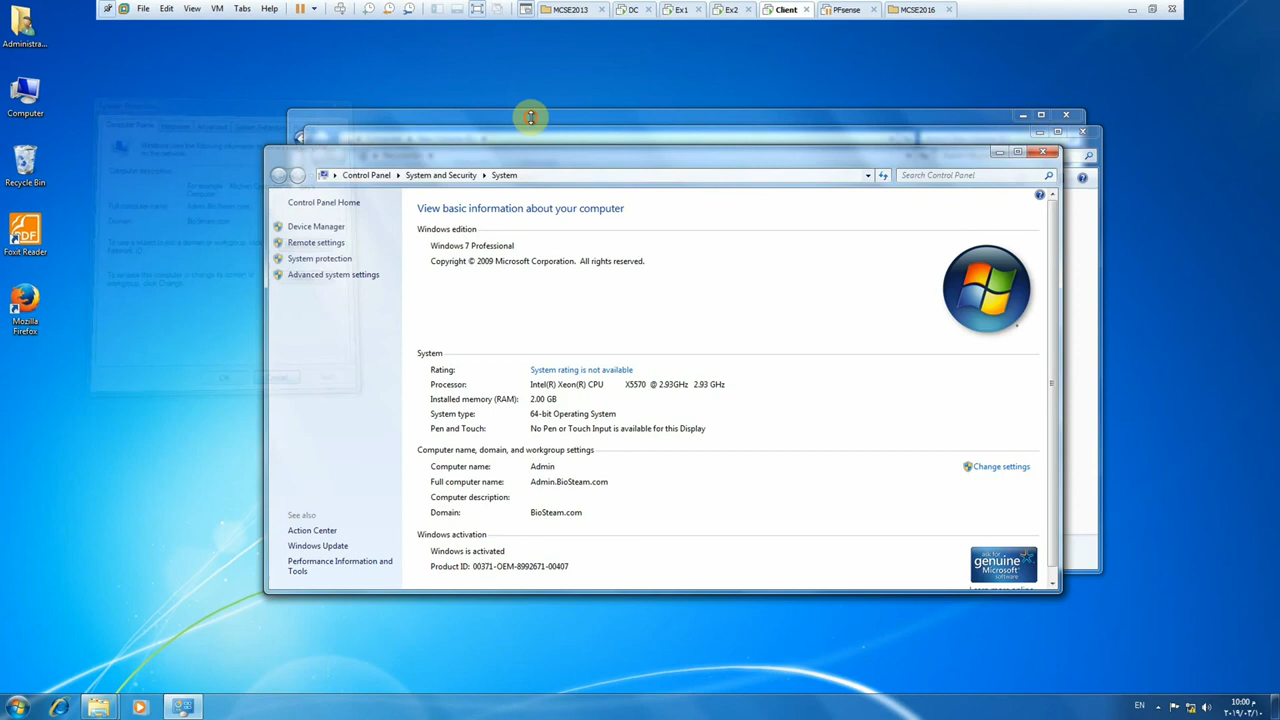 File Edit View VM Tabs Help MCSE2013 DC Ex1 Ex2 Client PFsense MCSE2016
Administra...
Computer
Recycle Bin
Foxit Reader
Mozilla
Firefox
Control Panel System and Security System Search Control Panel
Control Panel Home
Device Manager
Remote settings
System protection
Advanced system settings
See also
Action Center
Windows Update
Performance Information and
Tools
View basic information about your computer
Windows edition
Windows 7 Professional
Copyright © 2009 Microsoft Corporation. All rights reserved.
System
Rating: System rating is not available
Processor: Intel(R) Xeon(R) CPU X5570 @ 2.93GHz 2.93 GHz
Installed memory (RAM): 2.00 GB
System type: 64-bit Operating System
Pen and Touch: No Pen or Touch Input is available for this Display
Computer name, domain, and workgroup settings
Computer name: Admin
Change settings
Full computer name: Admin.BioSteam.com
Computer description:
Domain: BioSteam.com
Windows activation
Windows is activated
Product ID: 00371-OEM-8992671-00407
ask for
genuine
Microsoft
software
EN
10:00 م
٢٠١٩/٠٣/١٠